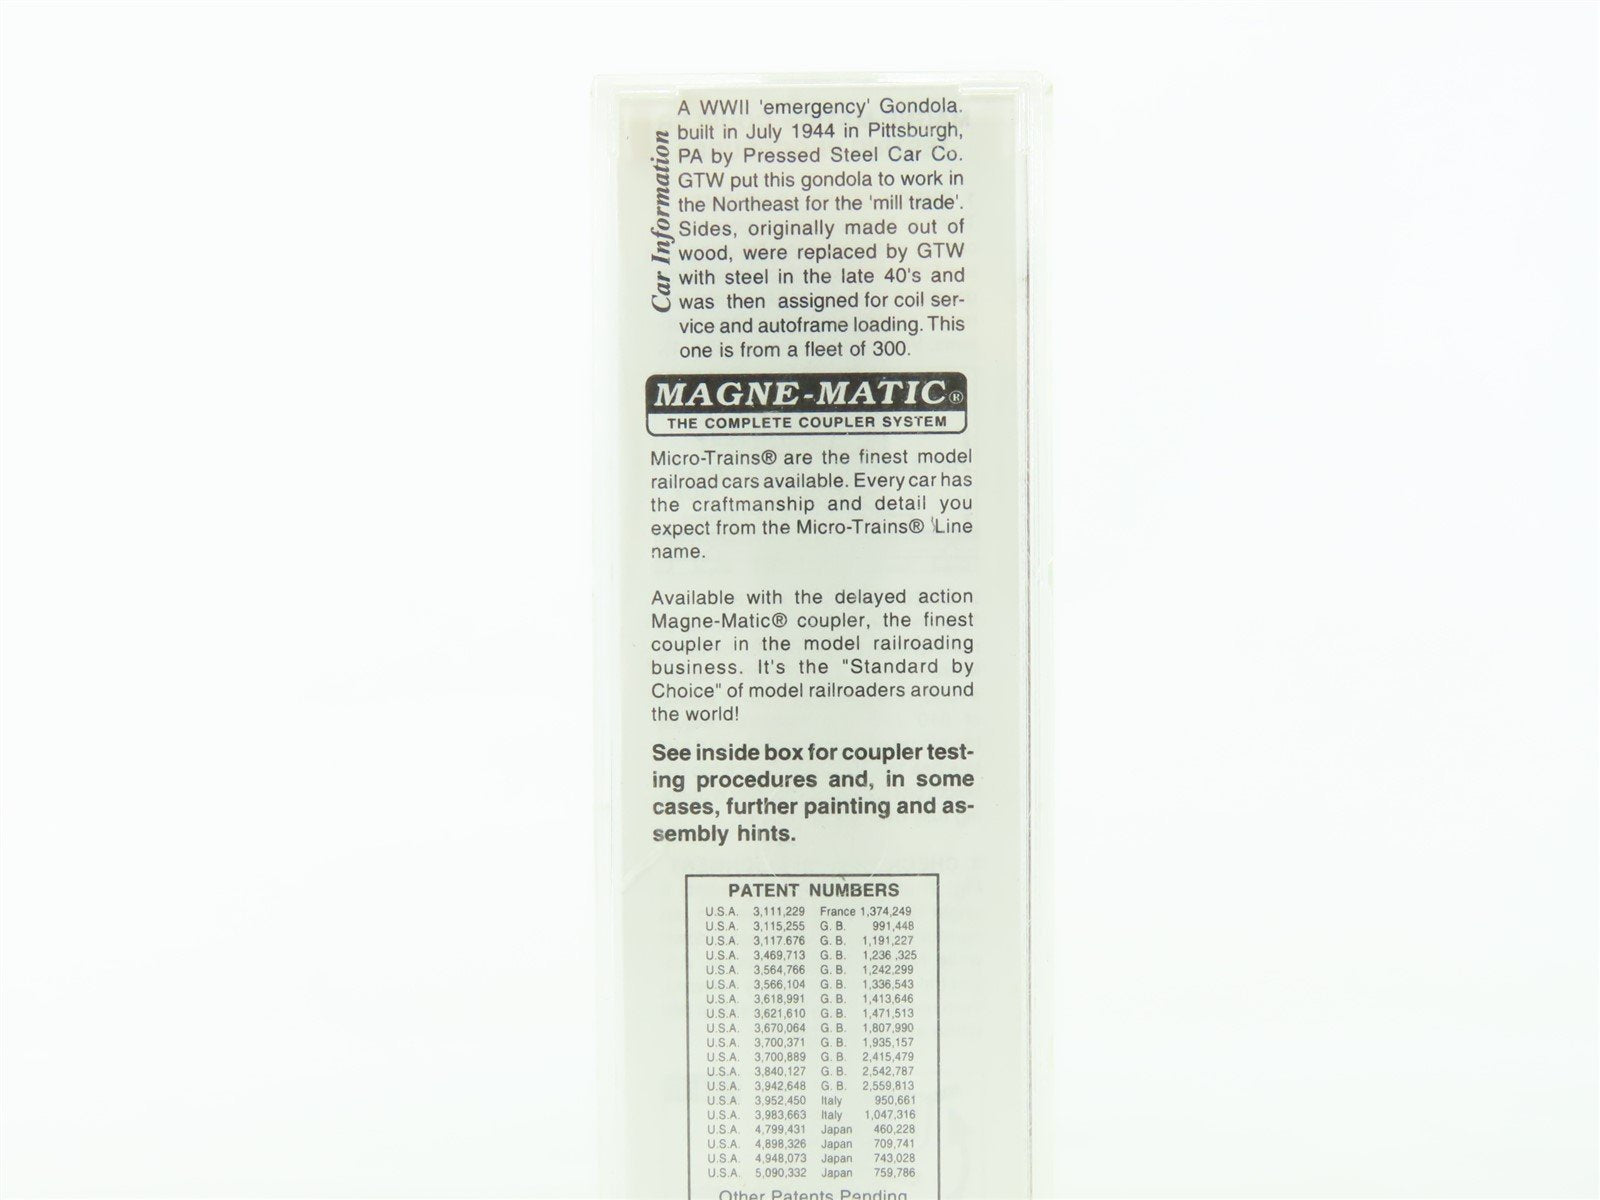 Car Information
A WWII 'emergency' Gondola.
built in July 1944 in Pittsburgh,
PA by Pressed Steel Car Co.
GTW put this gondola to work in
the Northeast for the 'mill trade'.
Sides, originally made out of
wood, were replaced by GTW
with steel in the late 40's and
was then assigned for coil ser-
vice and autoframe loading. This
one is from a fleet of 300.
MAGNE-MATIC®
THE COMPLETE COUPLER SYSTEM
Micro-Trains® are the finest model
railroad cars available. Every car has
the craftmanship and detail you
expect from the Micro-Trains® Line
name.
Available with the delayed action
Magne-Matic® coupler, the finest
coupler in the model railroading
business. It's the "Standard by
Choice" of model railroaders around
the world!
See inside box for coupler test-
ing procedures and, in some
cases, further painting and as-
sembly hints.
PATENT NUMBERS
U.S.A. 3,111,229 France 1,374,249
U.S.A. 3,115,255 G. B. 991,448
U.S.A. 3,117.676 G. B. 1,191,227
U.S.A. 3,469,713 G. B. 1,236 ,325
U.S.A. 3,564,766 G. B. 1,242,299
U.S.A. 3,566,104 G. B. 1,336,543
U.S.A. 3,618,991 G. B. 1,413,646
U.S.A. 3,621,610 G. B. 1,471,513
U.S.A. 3,670,064 G. B. 1,807,990
U.S.A. 3,700,371 G. B. 1,935,157
U.S.A. 3,700,889 G. B. 2,415,479
U.S.A. 3,840,127 G. B. 2,542,787
U.S.A. 3,942,648 G. B. 2,559,813
U.S.A. 3,952,450 Italy 950,661
U.S.A. 3,983,663 Italy 1,047,316
U.S.A. 4,799,431 Japan 460,228
U.S.A. 4,898,326 Japan 709,741
U.S.A. 4,948,073 Japan 743,028
U.S.A. 5,090,332 Japan 759,786
Other Patents Pending